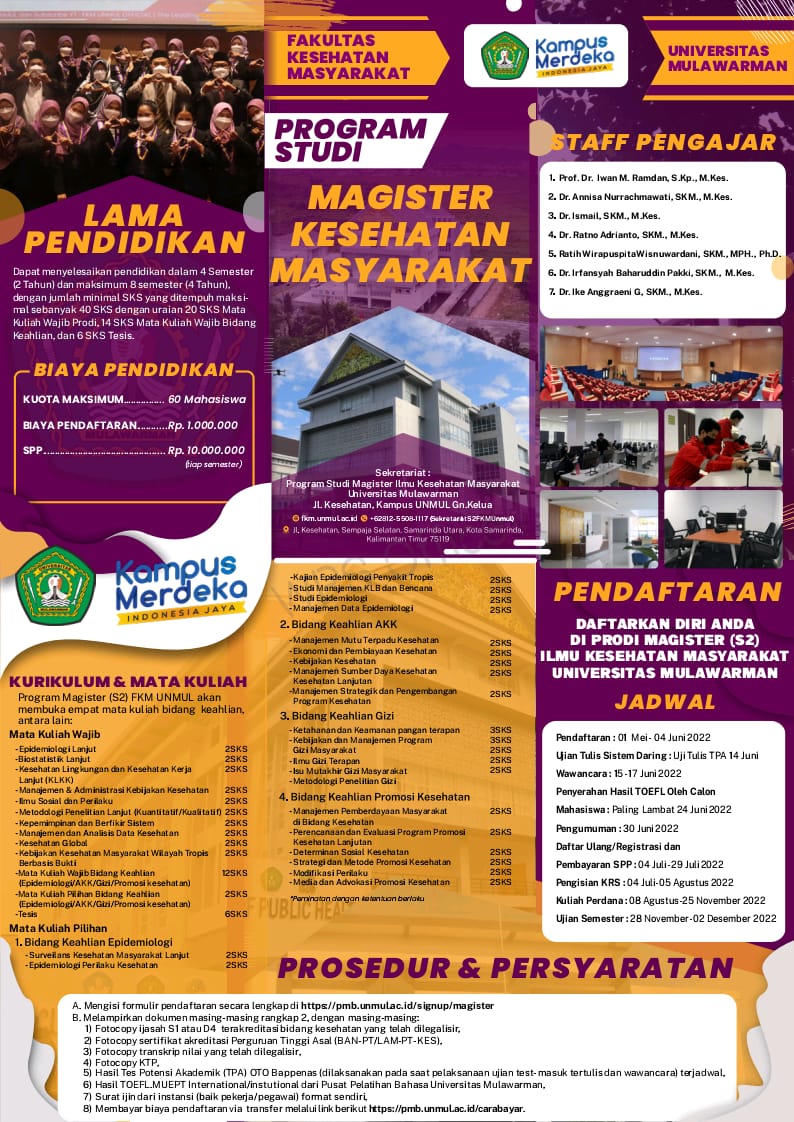 FAKULTAS
KESEHATAN
MASYARAKAT
Kampus
Merdeka
INDONESIA JAYA
UNIVERSITAS
MULAWARMAN
LAMA
PENDIDIKAN
Dapat menyelesaikan pendidikan dalam 4 Semester
(2 Tahun) dan maksimum 8 semester (4 Tahun),
dengan jumlah minimal SKS yang ditempuh maksi-
mal sebanyak 40 SKS dengan uraian 20 SKS Mata
Kuliah Wajib Prodi, 14 SKS Mata Kuliah Wajib Bidang
Keahlian, dan 6 SKS Tesis.
BIAYA PENDIDIKAN
KUOTA MAKSIMUM................ 60 Mahasiswa
BIAYA PENDAFTARAN...........Rp. 1.000.000
SPP............................................. Rp. 10.000.000
(tiap semester)
Kampus
Merdeka
INDONESIA JAYA
KURIKULUM & MATA KULIAH
Program Magister (S2) FKM UNMUL akan
membuka empat mata kuliah bidang keahlian,
antara lain:
Mata Kuliah Wajib
-Epidemiologi Lanjut 2SKS
-Biostatistik Lanjut 2SKS
-Kesehatan Lingkungan dan Kesehatan Kerja 2SKS
Lanjut (KLKK)
-Manajemen & Administrasi Kebijakan Kesehatan 2SKS
-Ilmu Sosial dan Perilaku 2SKS
-Metodologi Penelitian Lanjut (Kuantitatif/Kualitatif) 2SKS
-Kepemimpinan dan Berfikir Sistem 2SKS
-Manajemen dan Analisis Data Kesehatan 2SKS
-Kesehatan Global 2SKS
-Kebijakan Kesehatan Masyarakat Wilayah Tropis 2SKS
Berbasis Bukti
-Mata Kuliah Wajib Bidang Keahlian 12SKS
(Epidemiologi/AKK/Gizi/Promosi kesehatan)
-Mata Kuliah Pilihan Bidang Keahlian 2SKS
(Epidemiologi/AKK/Gizi/Promosi kesehatan)
-Tesis 6SKS
Mata Kuliah Pilihan
1. Bidang Keahlian Epidemiologi
- Surveilans Kesehatan Masyarakat Lanjut 2SKS
- Epidemiologi Perilaku Kesehatan 2SKS
PROGRAM
STUDI
MAGISTER
KESEHATAN
MASYARAKAT
Sekretariat :
Program Studi Magister Ilmu Kesehatan Masyarakat
Universitas Mulawarman
Jl. Kesehatan, Kampus UNMUL Gn.Kelua
fkm.unmul.ac.id +62812-5508-1117 (Sekretariat S2 FKM Unmul)
Jl, Kesehatan, Sempaja Selatan, Samarinda Utara, Kota Samarinda,
Kalimantan Timur 75119
-Kajian Epidemiologi Penyakit Tropis 2SKS
-Studi Manajemen KLB dan Bencana 2SKS
-Studi Epidemiologi 2SKS
-Manajemen Data Epidemiologi 2SKS
2. Bidang Keahlian AKK
-Manajemen Mutu Terpadu Kesehatan 2SKS
-Ekonomi dan Pembiayaan Kesehatan 2SKS
-Kebijakan Kesehatan 2SKS
-Manajemen Sumber Daya Kesehatan 2SKS
Kesehatan Lanjutan
-Manajemen Strategik dan Pengembangan 2SKS
Program Kesehatan
3. Bidang Keahlian Gizi
-Ketahanan dan Keamanan pangan terapan 3SKS
-Kebijakan dan Manajemen Program 3SKS
Gizi Masyarakat 2SKS
-Ilmu Gizi Terapan 2SKS
-Isu Mutakhir Gizi Masyarakat 2SKS
-Metodologi Penelitian Gizi
4. Bidang Keahlian Promosi Kesehatan
-Manajemen Pemberdayaan Masyarakat 2SKS
di Bidang Kesehatan
-Perencanaan dan Evaluasi Program Promosi 2SKS
Kesehatan Lanjutan
-Determinan Sosial Kesehatan 2SKS
-Strategi dan Metode Promosi Kesehatan 2SKS
-Modifikasi Perilaku 2SKS
-Media dan Advokasi Promosi Kesehatan 2SKS
*Peminatan dengan ketentuan berlaku
STAFF PENGAJAR
1. Prof. Dr. Iwan M. Ramdan, S.Kp., M.Kes.
2. Dr. Annisa Nurrachmawati, SKM., M.Kes.
3. Dr. Ismail, SKM., M.Kes.
4. Dr. Ratno Adrianto, SKM., M.Kes.
5. Ratih Wirapuspita Wisnuwardani, SKM., MPH., Ph.D.
6. Dr. Irfansyah Baharuddin Pakki, SKM., M.Kes.
7. Dr. Ike Anggraeni G., SKM., M.Kes.
PENDAFTARAN
DAFTARKAN DIRI ANDA
DI PRODI MAGISTER (S2)
ILMU KESEHATAN MASYARAKAT
UNIVERSITAS MULAWARMAN
JADWAL
Pendaftaran : 01 Mei- 04 Juni 2022
Ujian Tulis Sistem Daring : Uji Tulis TPA 14 Juni
Wawancara : 15 -17 Juni 2022
Penyerahan Hasil TOEFL Oleh Calon
Mahasiswa : Paling Lambat 24 Juni 2022
Pengumuman : 30 Juni 2022
Daftar Ulang/Registrasi dan
Pembayaran SPP : 04 Juli-29 Juli 2022
Pengisian KRS : 04 Juli-05 Agustus 2022
Kuliah Perdana : 08 Agustus-25 November 2022
Ujian Semester : 28 November-02 Desember 2022
PROSEDUR & PERSYARATAN
A. Mengisi formulir pendaftaran secara lengkap di https://pmb.unmul.ac.id/signup/magister
B. Melampirkan dokumen masing-masing rangkap 2, dengan masing-masing:
1) Fotocopy ijasah S1 atau D4 terakreditasi bidang kesehatan yang telah dilegalisir,
2) Fotocopy sertifikat akreditasi Perguruan Tinggi Asal (BAN-PT/LAM-PT-KES),
3) Fotocopy transkrip nilai yang telah dilegalisir,
4) Fotocopy KTP,
5) Hasil Tes Potensi Akademik (TPA) OTO Bappenas (dilaksanakan pada saat pelaksanaan ujian test-masuk tertulis dan wawancara) terjadwal,
6) Hasil TOEFL.MUEPT International/instutional dari Pusat Pelatihan Bahasa Universitas Mulawarman,
7) Surat ijin dari instansi (baik pekerja/pegawai) format sendiri,
8) Membayar biaya pendaftaran via transfer melalui link berikut https://pmb.unmul.ac.id/carabayar.